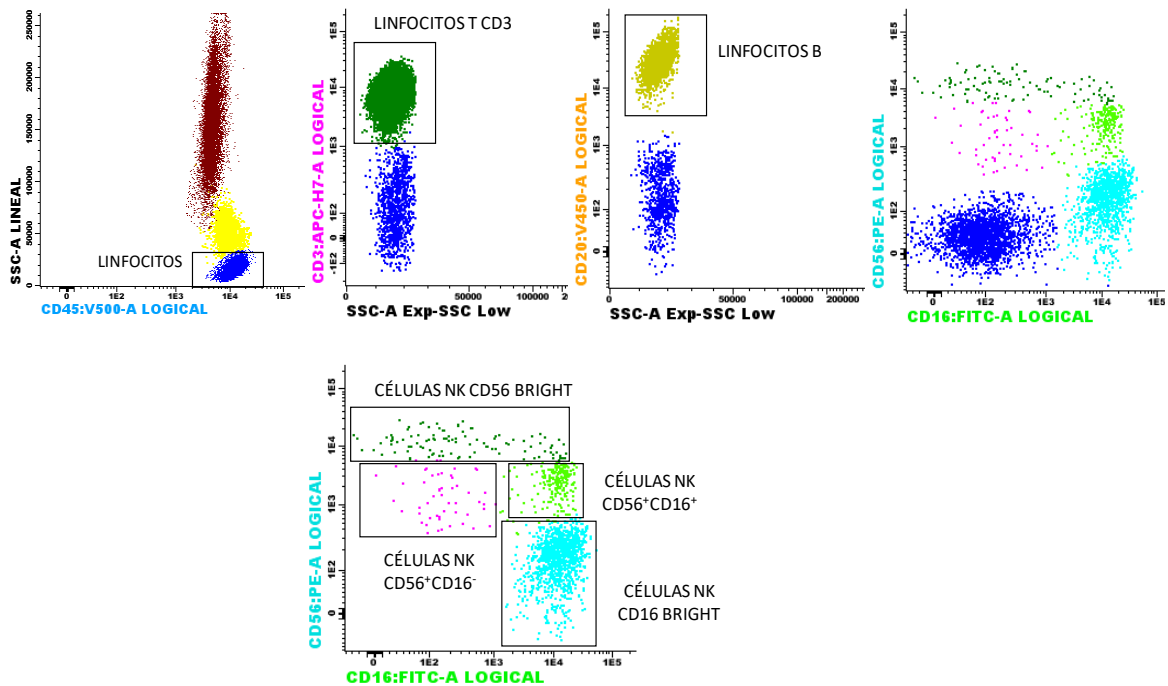 SSC-A LINEAL
250000
200000
150000
100000
50000
0
LINFOCITOS
0
1E2
1E3
1E4
1E5
CD45:V500-A LOGICAL
LINFOCITOS T CD3
CD3:APC-H7-A LOGICAL
1E5
1E4
1E3
1E2
0
-1E2
0
50000
100000
2
SSC-A Exp-SSC Low
LINFOCITOS B
CD20:V450-A LOGICAL
1E5
1E4
1E3
1E2
0
0
50000
100000
200000
SSC-A Exp-SSC Low
CD56:PE-A LOGICAL
1E5
1E4
1E3
1E2
0
0
1E2
1E3
1E4
1E5
CD16:FITC-A LOGICAL
CÉLULAS NK CD56 BRIGHT
CÉLULAS NK
CD56⁺CD16⁺
CÉLULAS NK
CD56⁺CD16⁻
CÉLULAS NK
CD16 BRIGHT
CD56:PE-A LOGICAL
1E5
1E4
1E3
1E2
0
0
1E2
1E3
1E4
1E5
CD16:FITC-A LOGICAL